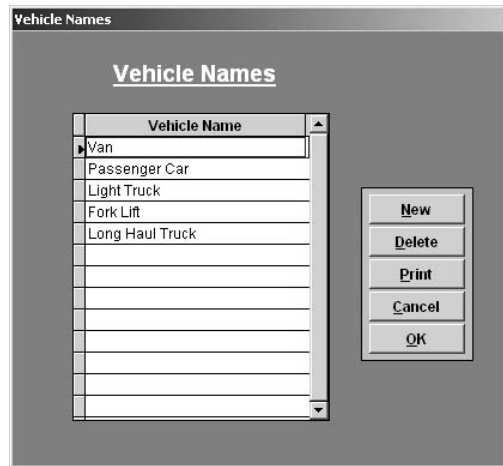 Vehicle Names
Vehicle Names
Vehicle Name
Van
Passenger Car
Light Truck
Fork Lift
Long Haul Truck
New
Delete
Print
Cancel
OK